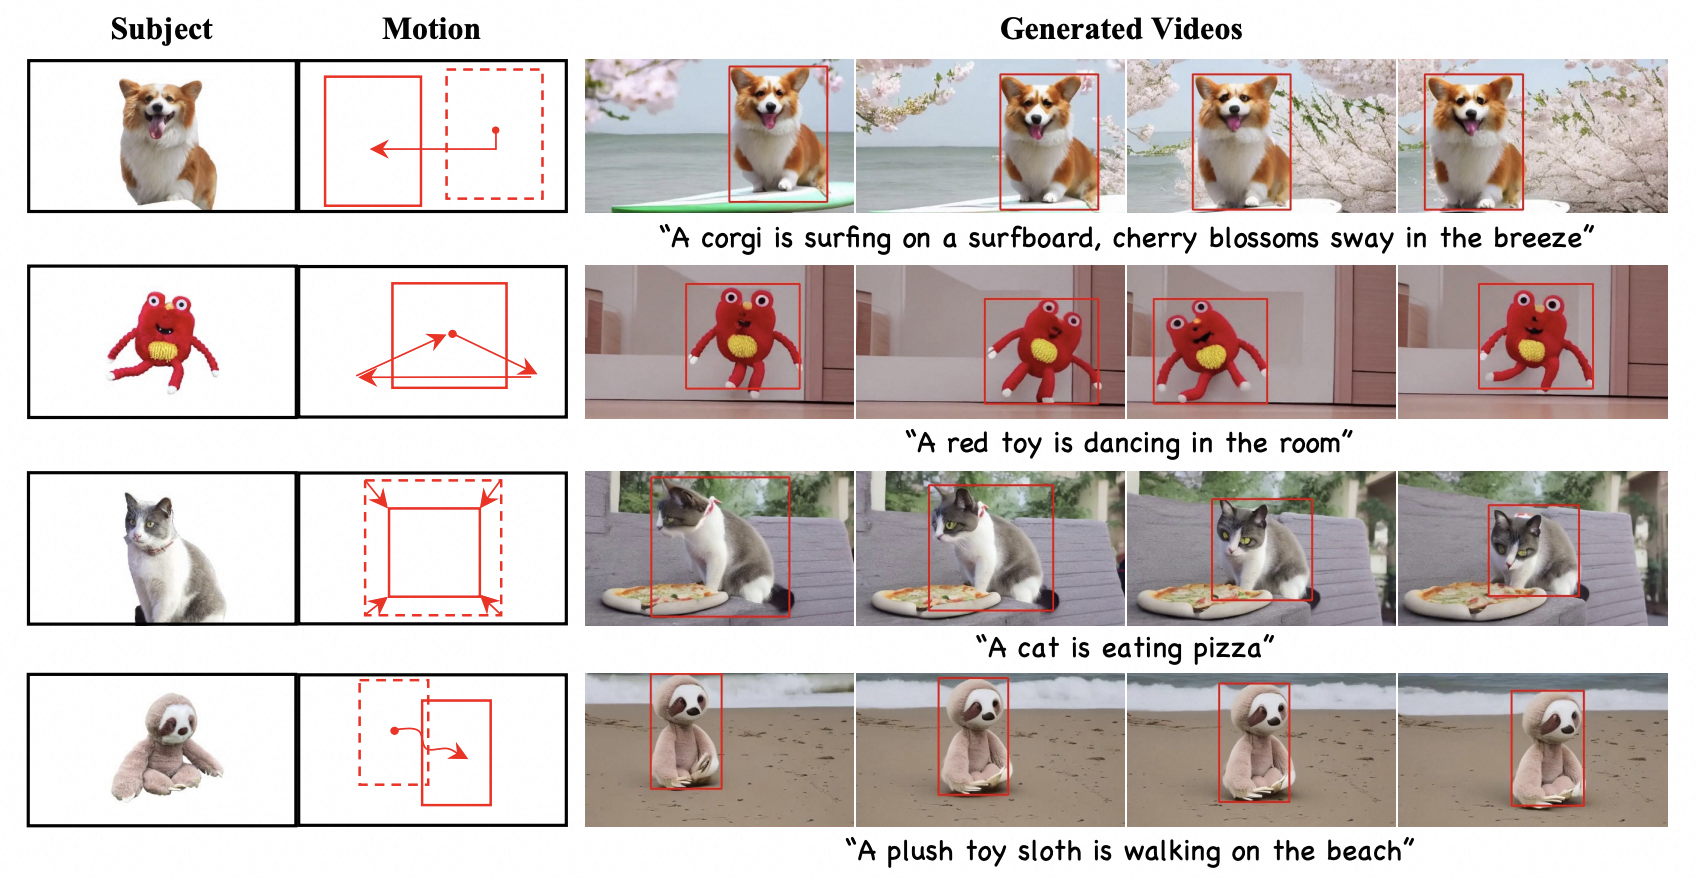 Subject Motion Generated Videos
“A corgi is surfing on a surfboard, cherry blossoms sway in the breeze”
“A red toy is dancing in the room”
“A cat is eating pizza”
“A plush toy sloth is walking on the beach”